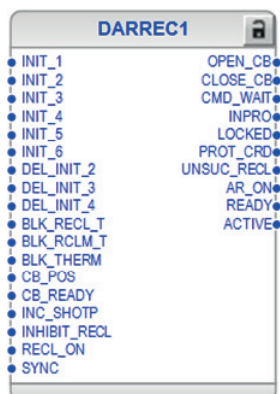 DARREC1
INIT_1 OPEN_CB
INIT_2 CLOSE_CB
INIT_3 CMD_WAIT
INIT_4 INPRO
INIT_5 LOCKED
INIT_6 PROT_CRD
DEL_INIT_2 UNSUC_RECL
DEL_INIT_3 AR_ON
DEL_INIT_4 READY
BLK_RECL_T ACTIVE
BLK_RCLM_T
BLK_THERM
CB_POS
CB_READY
INC_SHOTP
INHIBIT_RECL
RECL_ON
SYNC